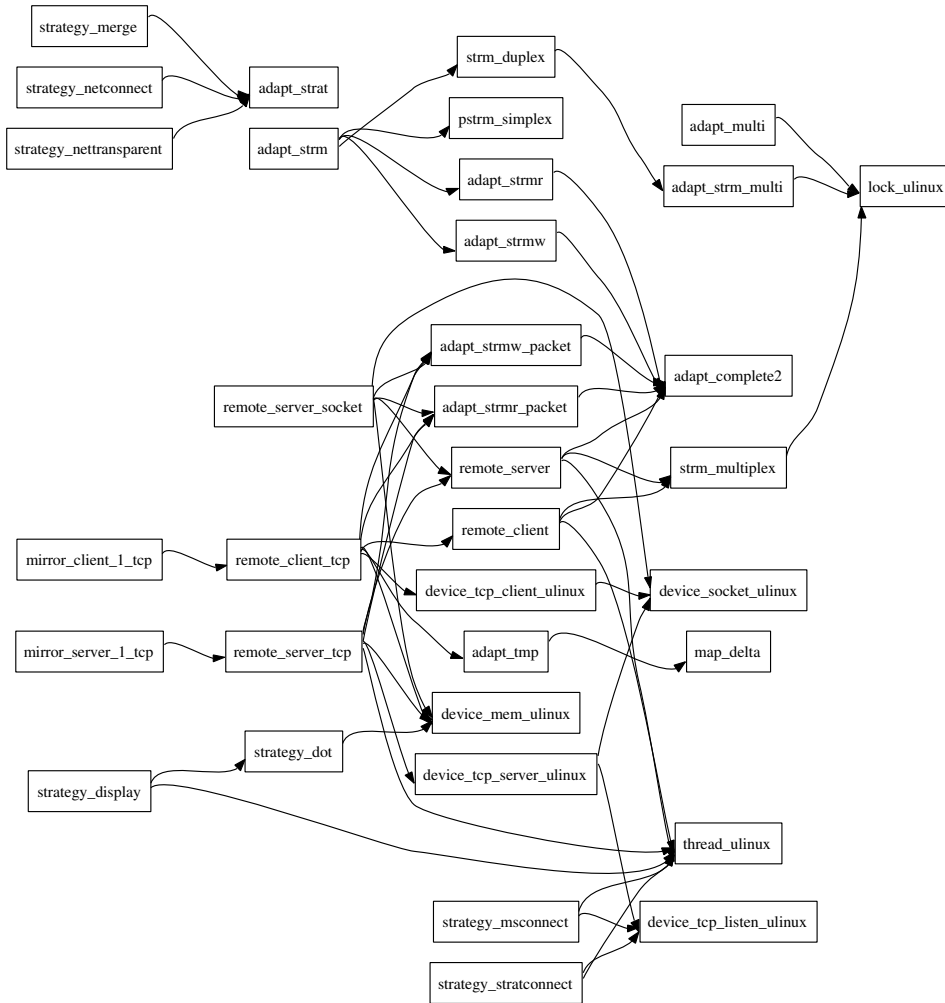 strategy_merge
strategy_netconnect
strategy_nettransparent
adapt_strat
adapt_strm
strm_duplex
pstrm_simplex
adapt_strmr
adapt_strmw
adapt_multi
adapt_strm_multi
lock_ulinux
adapt_strmw_packet
adapt_strmr_packet
adapt_complete2
remote_server_socket
remote_server
strm_multiplex
remote_client
mirror_client_1_tcp
remote_client_tcp
device_tcp_client_ulinux
device_socket_ulinux
mirror_server_1_tcp
remote_server_tcp
adapt_tmp
map_delta
device_mem_ulinux
strategy_dot
device_tcp_server_ulinux
strategy_display
thread_ulinux
strategy_msconnect
device_tcp_listen_ulinux
strategy_stratconnect